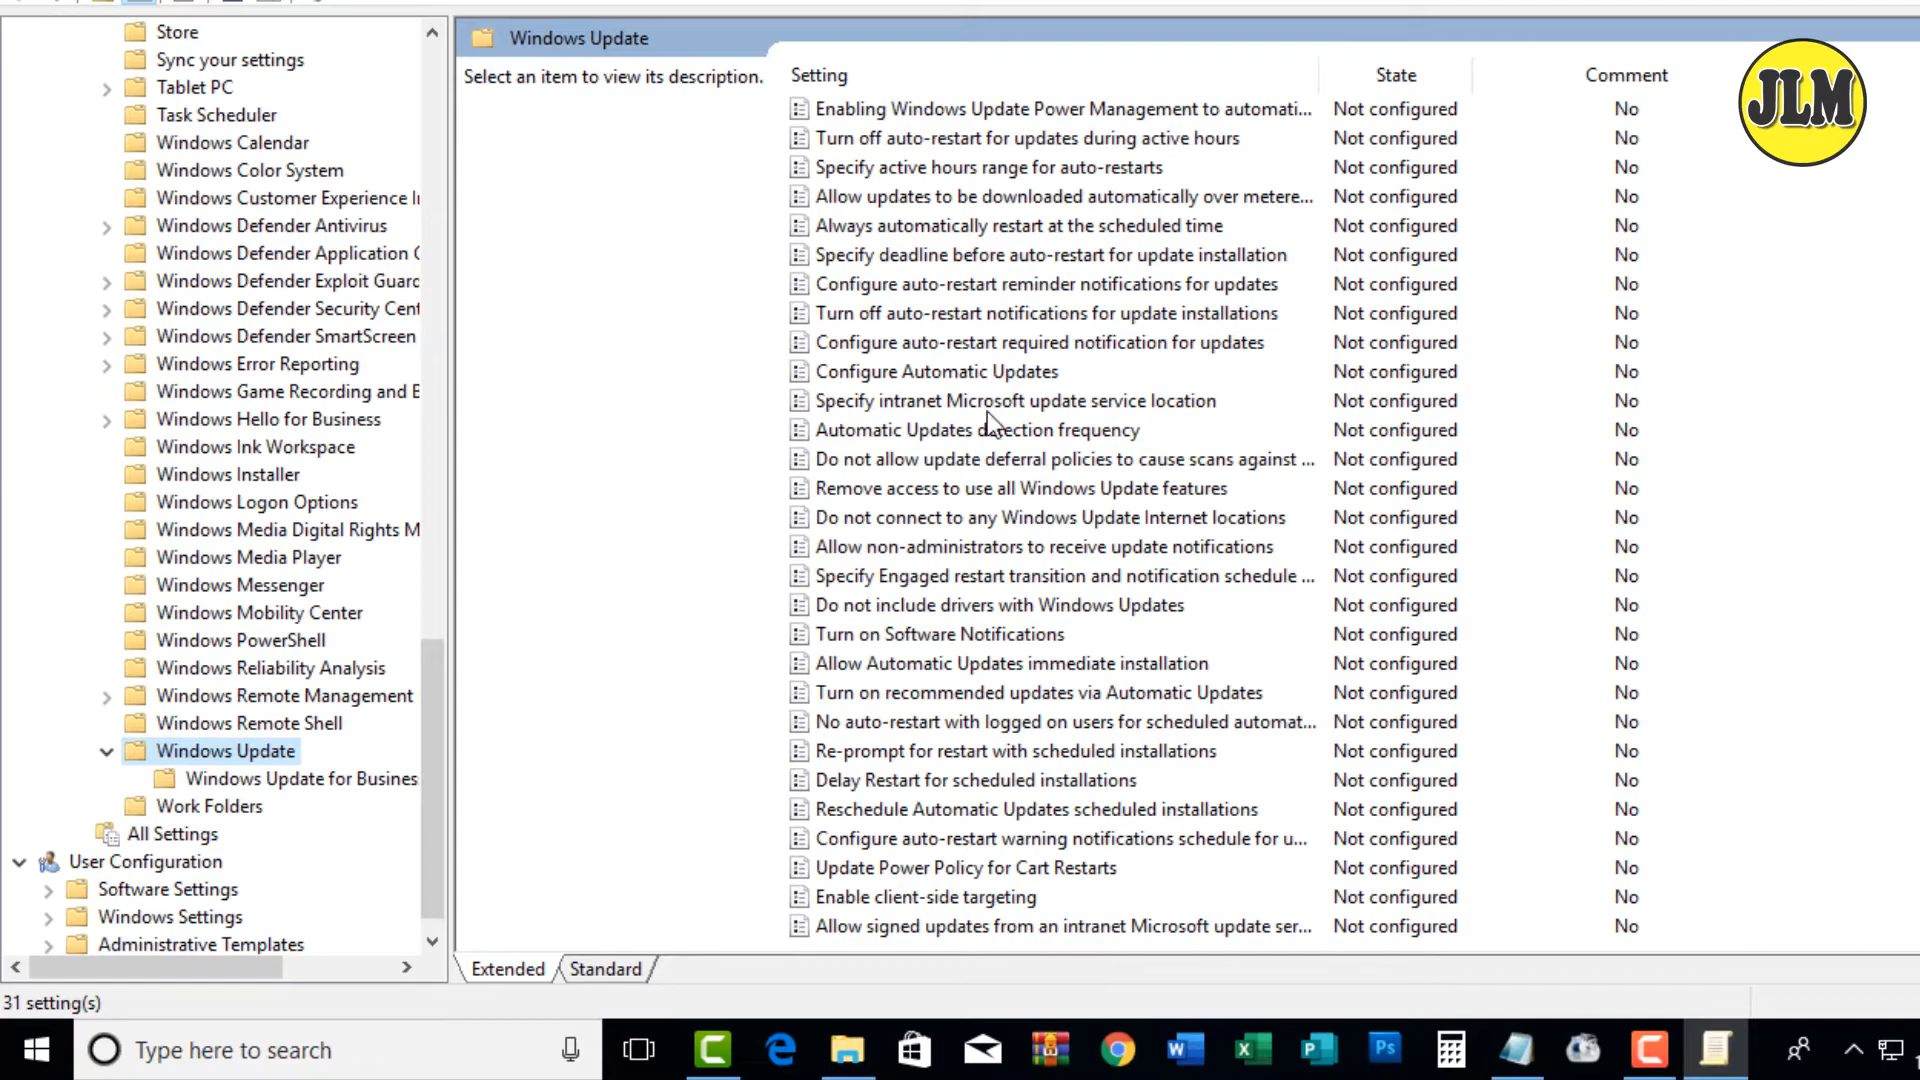 Store
Sync your settings
Tablet PC
Task Scheduler
Windows Calendar
Windows Color System
Windows Customer Experience I
Windows Defender Antivirus
Windows Defender Application
Windows Defender Exploit Guard
Windows Defender Security Cent
Windows Defender SmartScreen
Windows Error Reporting
Windows Game Recording and B
Windows Hello for Business
Windows Ink Workspace
Windows Installer
Windows Logon Options
Windows Media Digital Rights M
Windows Media Player
Windows Messenger
Windows Mobility Center
Windows PowerShell
Windows Reliability Analysis
Windows Remote Management
Windows Remote Shell
Windows Update
Windows Update for Busines
Work Folders
All Settings
User Configuration
Software Settings
Windows Settings
Administrative Templates
Windows Update
Select an item to view its description.
Setting State Comment
Enabling Windows Update Power Management to automati... Not configured No
Turn off auto-restart for updates during active hours Not configured No
Specify active hours range for auto-restarts Not configured No
Allow updates to be downloaded automatically over metere... Not configured No
Always automatically restart at the scheduled time Not configured No
Specify deadline before auto-restart for update installation Not configured No
Configure auto-restart reminder notifications for updates Not configured No
Turn off auto-restart notifications for update installations Not configured No
Configure auto-restart required notification for updates Not configured No
Configure Automatic Updates Not configured No
Specify intranet Microsoft update service location Not configured No
Automatic Updates detection frequency Not configured No
Do not allow update deferral policies to cause scans against ... Not configured No
Remove access to use all Windows Update features Not configured No
Do not connect to any Windows Update Internet locations Not configured No
Allow non-administrators to receive update notifications Not configured No
Specify Engaged restart transition and notification schedule ... Not configured No
Do not include drivers with Windows Updates Not configured No
Turn on Software Notifications Not configured No
Allow Automatic Updates immediate installation Not configured No
Turn on recommended updates via Automatic Updates Not configured No
No auto-restart with logged on users for scheduled automat... Not configured No
Re-prompt for restart with scheduled installations Not configured No
Delay Restart for scheduled installations Not configured No
Reschedule Automatic Updates scheduled installations Not configured No
Configure auto-restart warning notifications schedule for u... Not configured No
Update Power Policy for Cart Restarts Not configured No
Enable client-side targeting Not configured No
Allow signed updates from an intranet Microsoft update ser... Not configured No
JLM
Extended Standard
31 setting(s)
Type here to search
Ps